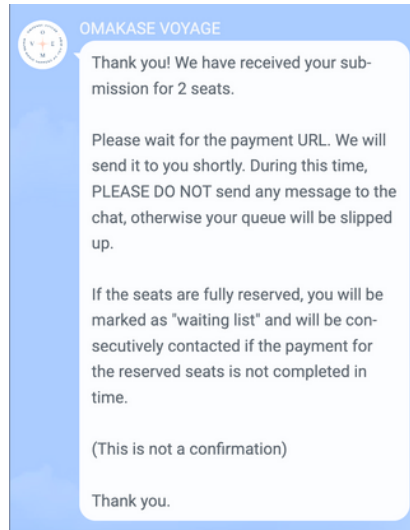 OMAKASE VOYAGE
Thank you! We have received your sub-
mission for 2 seats.
Please wait for the payment URL. We will
send it to you shortly. During this time,
PLEASE DO NOT send any message to the
chat, otherwise your queue will be slipped
up.
If the seats are fully reserved, you will be
marked as "waiting list" and will be con-
secutively contacted if the payment for
the reserved seats is not completed in
time.
(This is not a confirmation)
Thank you.